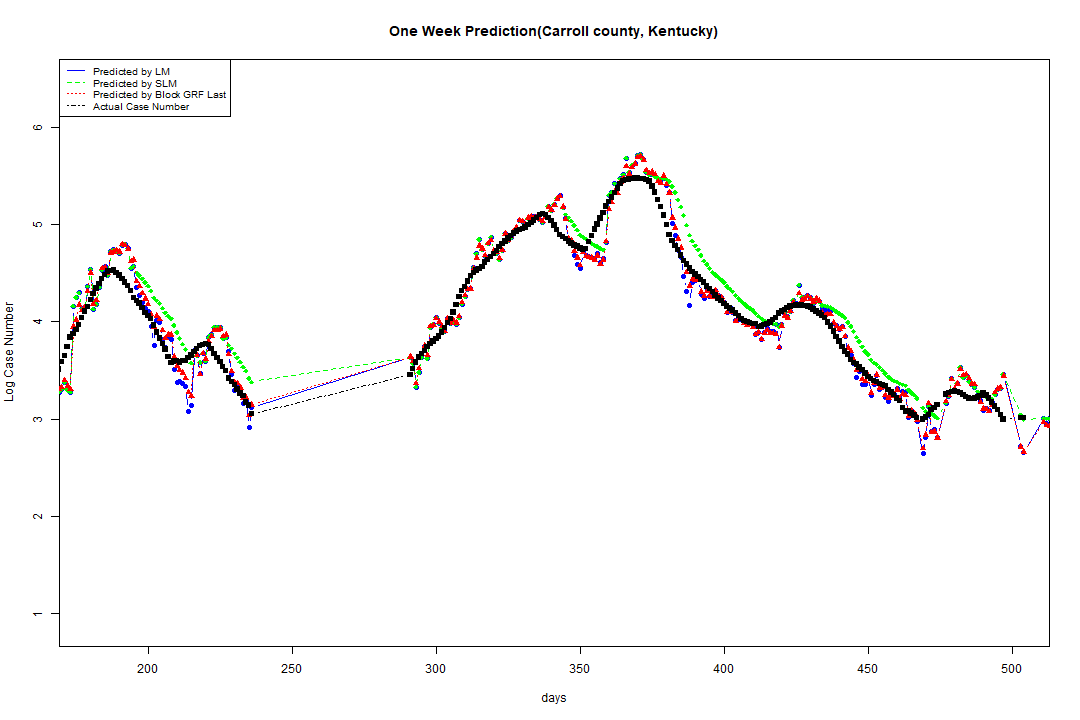 One Week Prediction(Carroll county, Kentucky)
Predicted by LM
Predicted by SLM
Predicted by Block GRF Last
Actual Case Number
6
5
4
3
2
1
Log Case Number
200 250 300 350 400 450 500
days